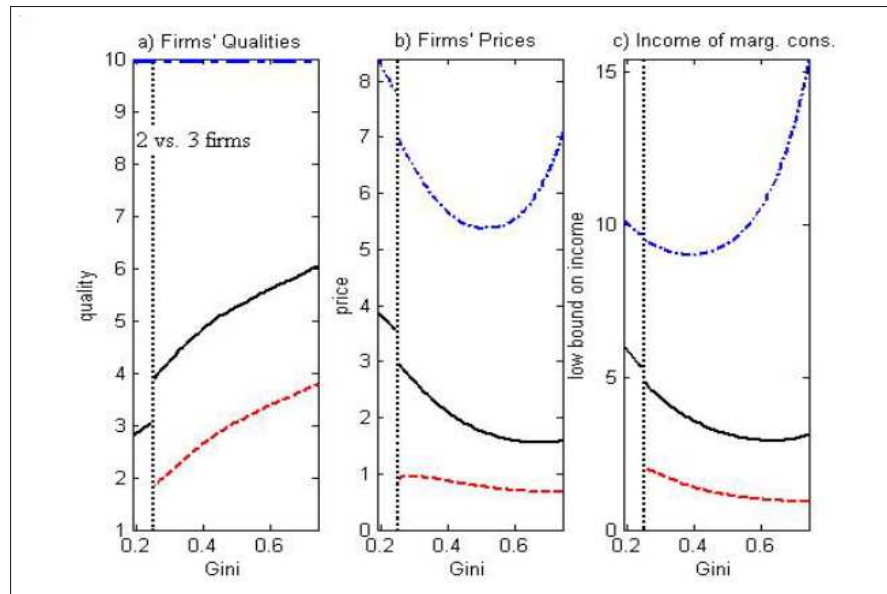 a) Firms' Qualities
10
9
8
7
6
5
4
3
2
1
quality
2 vs. 3 firms
0.2 0.4 0.6
Gini
b) Firms' Prices
8
7
6
5
4
3
2
1
0
price
0.2 0.4 0.6
Gini
c) Income of marg. cons.
15
10
5
0
low bound on income
0.2 0.4 0.6
Gini